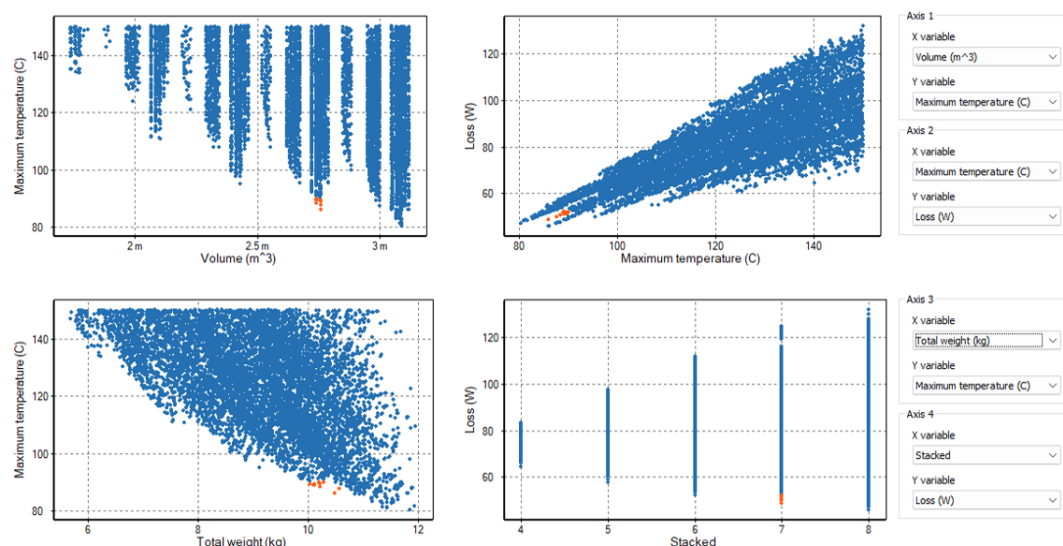 140
120
100
80
Maximum temperature (C)
2 m
2.5 m
3 m
Volume (m^3)
120
100
80
60
Loss (W)
80
100
120
140
Maximum temperature (C)
Axis 1
X variable
Volume (m^3)
Y variable
Maximum temperature (C)
Axis 2
X variable
Maximum temperature (C)
Y variable
Loss (W)
140
120
100
80
Maximum temperature (C)
6
8
10
12
Total weight (kg)
120
100
80
60
Loss (W)
4
5
6
7
8
Stacked
Axis 3
X variable
Total weight (kg)
Y variable
Maximum temperature (C)
Axis 4
X variable
Stacked
Y variable
Loss (W)